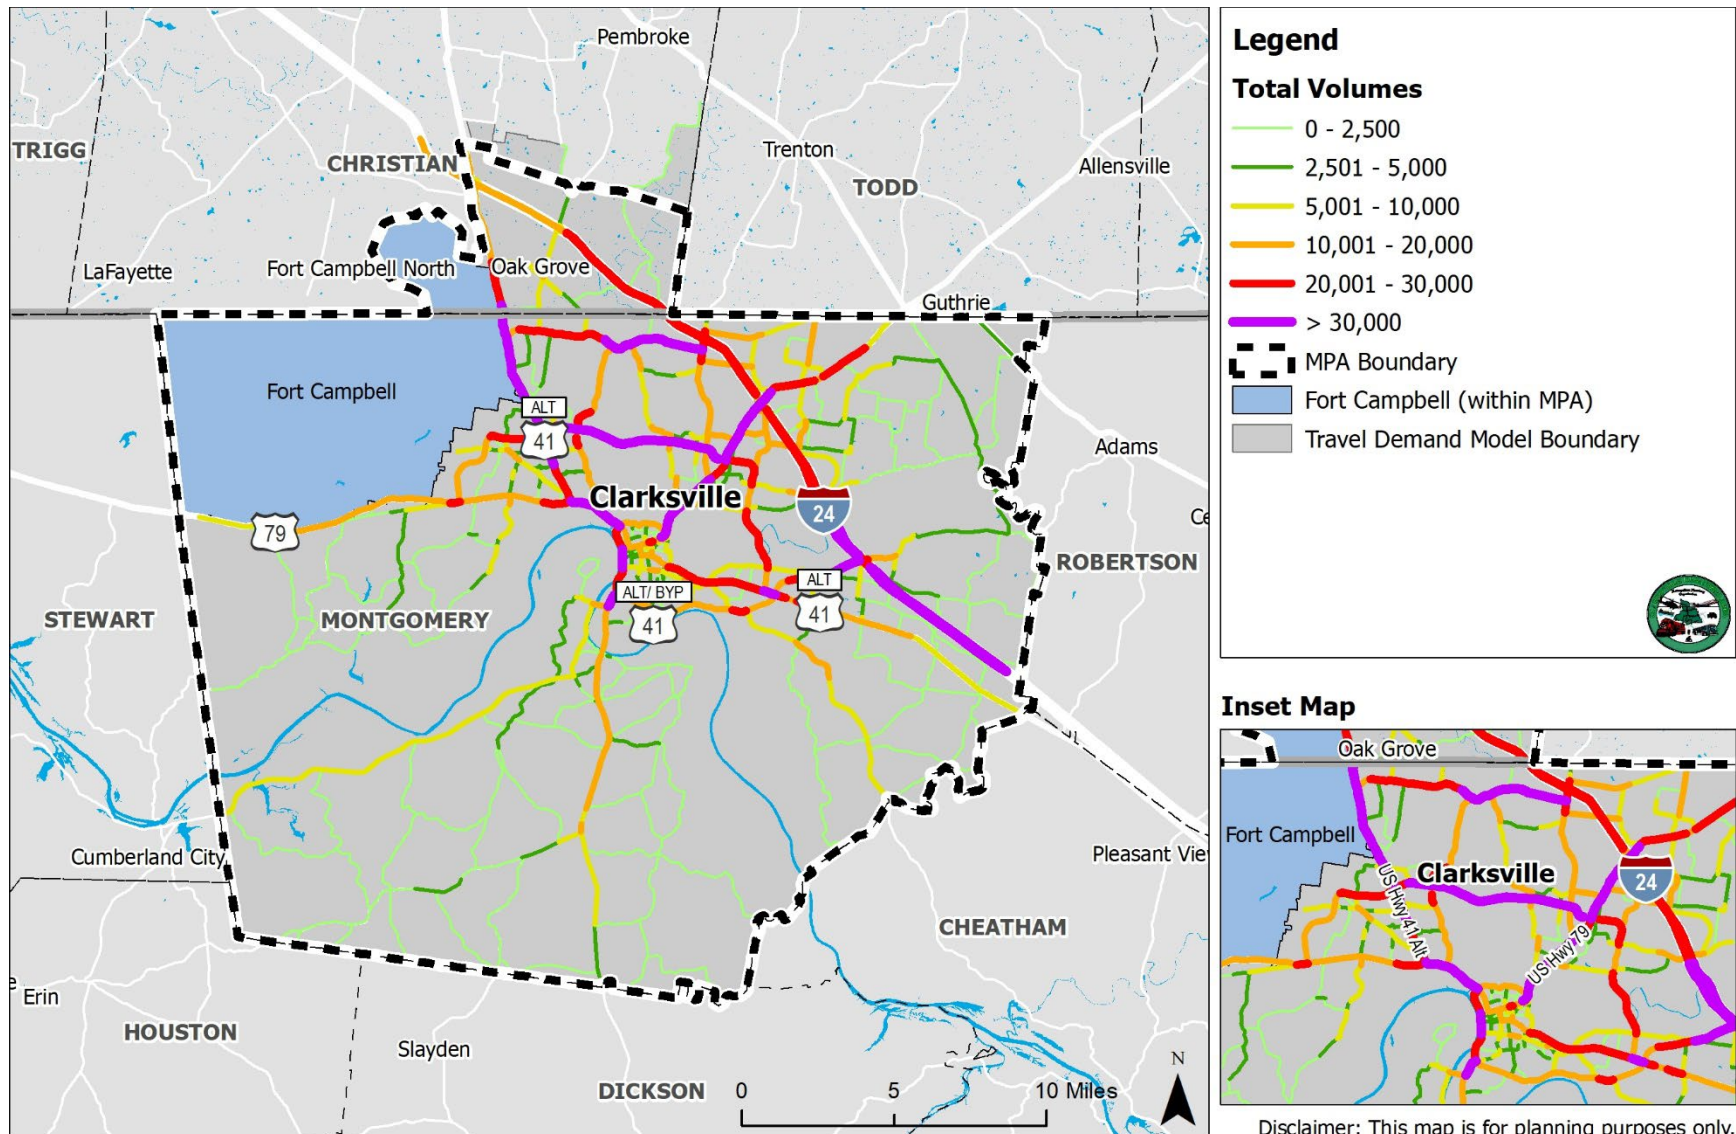 Pembroke
TRIGG
CHRISTIAN
Trenton
Allensville
TODD
LaFayette
Fort Campbell North
Oak Grove
Guthrie
Fort Campbell
ALT
41
Adams
Clarksville
24
79
ROBERTSON
ALT
ALT/ BYP
41
41
STEWART
MONTGOMERY
Cumberland City
Pleasant View
CHEATHAM
Erin
HOUSTON
Slayden
DICKSON
0 5 10 Miles
N
Legend
Total Volumes
0 - 2,500
2,501 - 5,000
5,001 - 10,000
10,001 - 20,000
20,001 - 30,000
> 30,000
MPA Boundary
Fort Campbell (within MPA)
Travel Demand Model Boundary
Inset Map
Oak Grove
Fort Campbell
Clarksville
24
US Hwy 41 Alt
US Hwy 79
Disclaimer: This map is for planning purposes only.